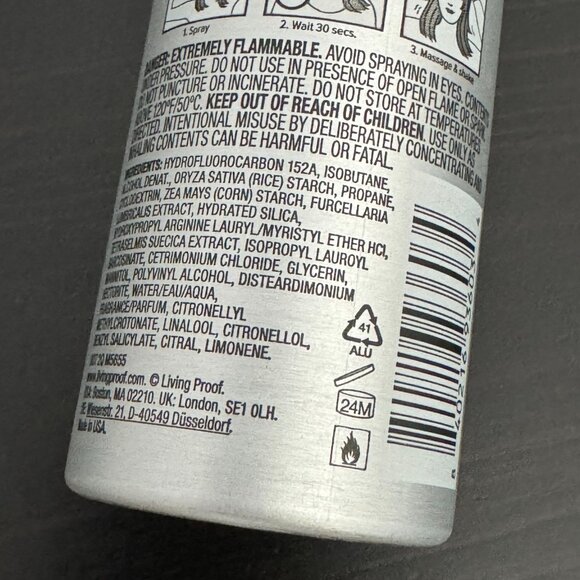 1. Spray
2. Wait 30 secs.
3. Massage & shake
DANGER: EXTREMELY FLAMMABLE. AVOID SPRAYING IN EYES. CONTENTS
UNDER PRESSURE. DO NOT USE IN PRESENCE OF OPEN FLAME OR SPARK.
DO NOT PUNCTURE OR INCINERATE. DO NOT STORE AT TEMPERATURES
ABOVE 120°F/50°C. KEEP OUT OF REACH OF CHILDREN. USE ONLY AS
DIRECTED. INTENTIONAL MISUSE BY DELIBERATELY CONCENTRATING AND
INHALING CONTENTS CAN BE HARMFUL OR FATAL.
INGREDIENTS: HYDROFLUOROCARBON 152A, ISOBUTANE,
ALCOHOL DENAT., ORYZA SATIVA (RICE) STARCH, PROPANE,
CYCLODEXTRIN, ZEA MAYS (CORN) STARCH, FURCELLARIA
LUMBRICALIS EXTRACT, HYDRATED SILICA,
HYDROXYPROPYL ARGININE LAURYL/MYRISTYL ETHER HCl,
TETRASELMIS SUECICA EXTRACT, ISOPROPYL LAUROYL
SARCOSINATE, CETRIMONIUM CHLORIDE, GLYCERIN,
MANNITOL, POLYVINYL ALCOHOL, DISTEARDIMONIUM
HECTORITE, WATER/EAU/AQUA,
FRAGRANCE/PARFUM, CITRONELLYL
METHYLCROTONATE, LINALOOL, CITRONELLOL,
BENZYL SALICYLATE, CITRAL, LIMONENE.
DOT 2Q M5655
www.livingproof.com. © Living Proof.
USA: Boston, MA 02210. UK: London, SE1 0LH.
Wiesenstr. 21, D-40549 Düsseldorf.
Made in USA.
41
ALU
24M